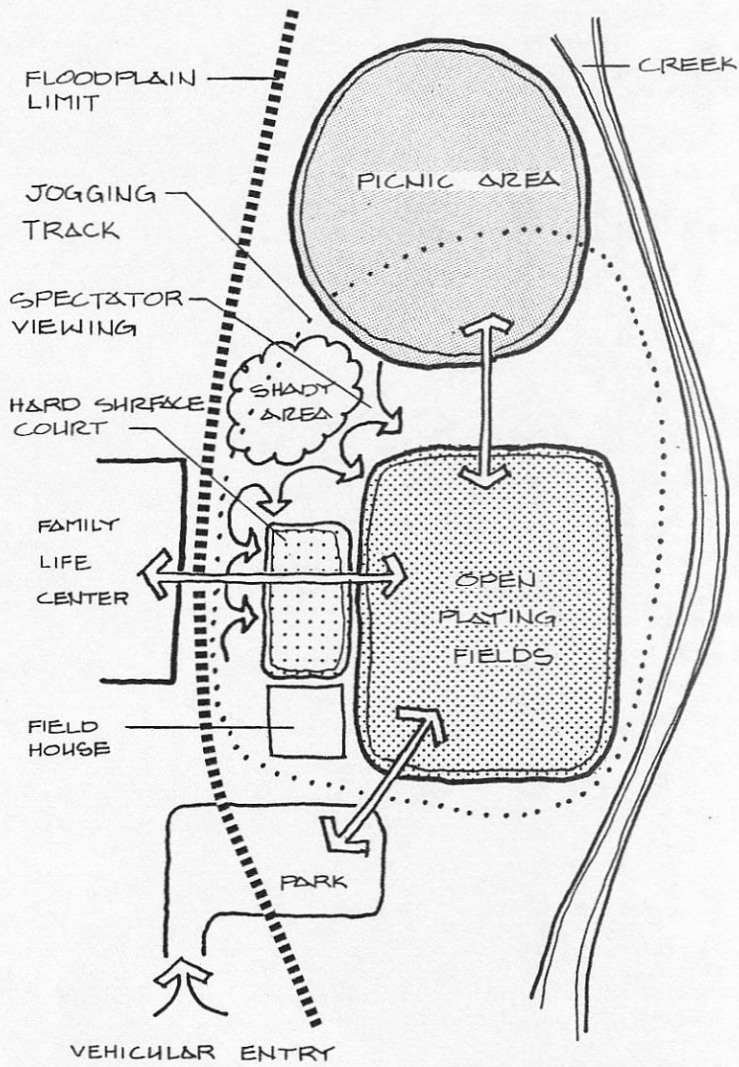 FLOODPLAIN
LIMIT
CREEK
PICNIC AREA
JOGGING
TRACK
SPECTATOR
VIEWING
SHADY
AREA
HARD SURFACE
COURT
FAMILY
LIFE
CENTER
OPEN
PLAYING
FIELDS
FIELD
HOUSE
PARK
VEHICULAR ENTRY